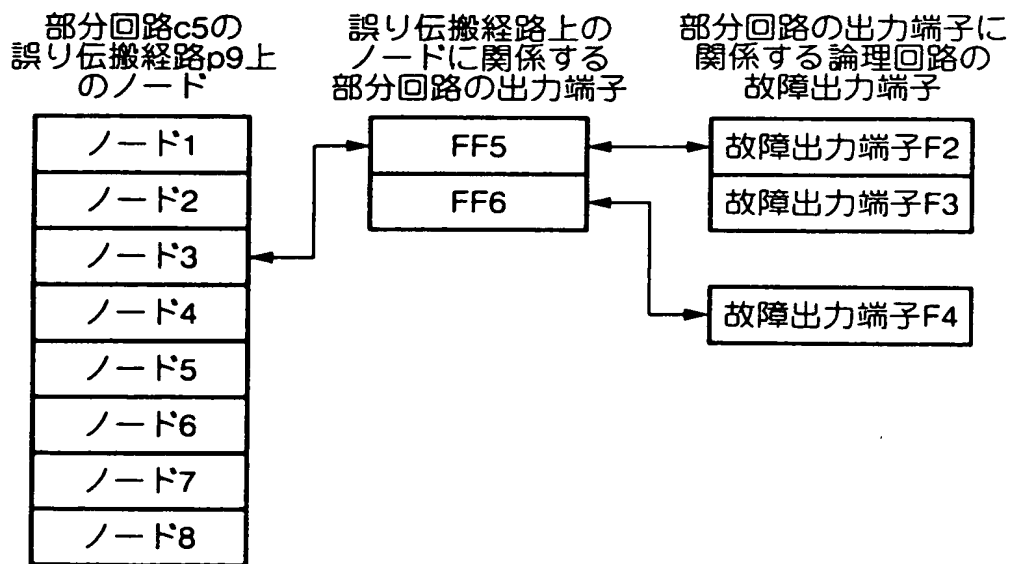 部分回路c5の
誤り伝搬経路p9上
のノード
誤り伝搬経路上の
ノードに関係する
部分回路の出力端子
部分回路の出力端子に
関係する論理回路の
故障出力端子
ノード1
ノード2
ノード3
ノード4
ノード5
ノード6
ノード7
ノード8
FF5
FF6
故障出力端子F2
故障出力端子F3
故障出力端子F4